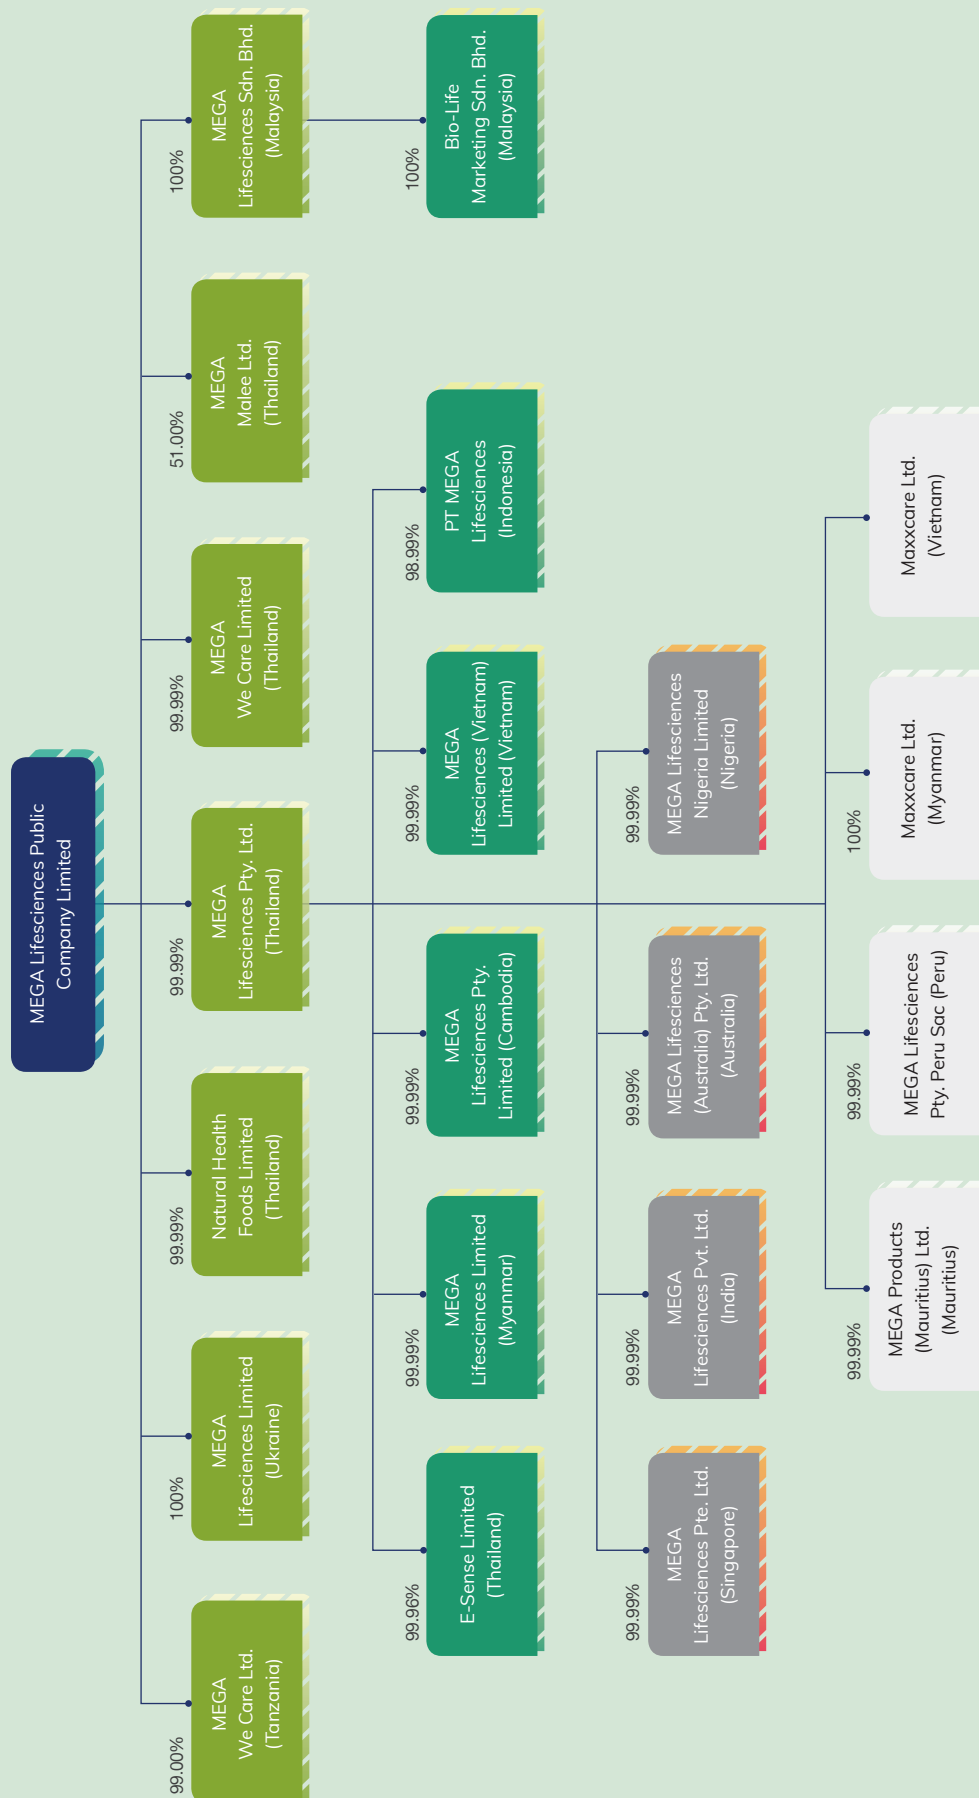 MEGA Lifesciences Public
Company Limited
99.00%
MEGA
We Care Ltd.
(Tanzania)
100%
MEGA
Lifesciences Limited
(Ukraine)
99.99%
Natural Health
Foods Limited
(Thailand)
99.99%
MEGA
Lifesciences Pty. Ltd.
(Thailand)
99.99%
MEGA
We Care Limited
(Thailand)
51.00%
MEGA
Malee Ltd.
(Thailand)
100%
MEGA
Lifesciences Sdn. Bhd.
(Malaysia)
99.96%
E-Sense Limited
(Thailand)
99.99%
MEGA
Lifesciences Limited
(Myanmar)
99.99%
MEGA
Lifesciences Pty.
Limited (Cambodia)
99.99%
MEGA
Lifesciences (Vietnam)
Limited (Vietnam)
98.99%
PT MEGA
Lifesciences
(Indonesia)
100%
Bio-Life
Marketing Sdn. Bhd.
(Malaysia)
99.99%
MEGA
Lifesciences Pte. Ltd.
(Singapore)
99.99%
MEGA
Lifesciences Pvt. Ltd.
(India)
99.99%
MEGA Lifesciences
(Australia) Pty. Ltd.
(Australia)
99.99%
MEGA Lifesciences
Nigeria Limited
(Nigeria)
99.99%
MEGA Products
(Mauritius) Ltd.
(Mauritius)
99.99%
MEGA Lifesciences
Pty. Peru Sac (Peru)
100%
Maxxcare Ltd.
(Myanmar)
Maxxcare Ltd.
(Vietnam)